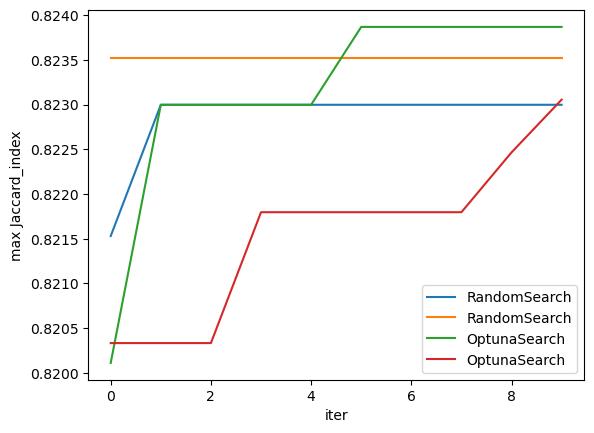 0.8240
0.8235
0.8230
0.8225
0.8220
0.8215
0.8210
0.8205
0.8200
max Jaccard_index
RandomSearch
RandomSearch
OptunaSearch
OptunaSearch
0 2 4 6 8
iter